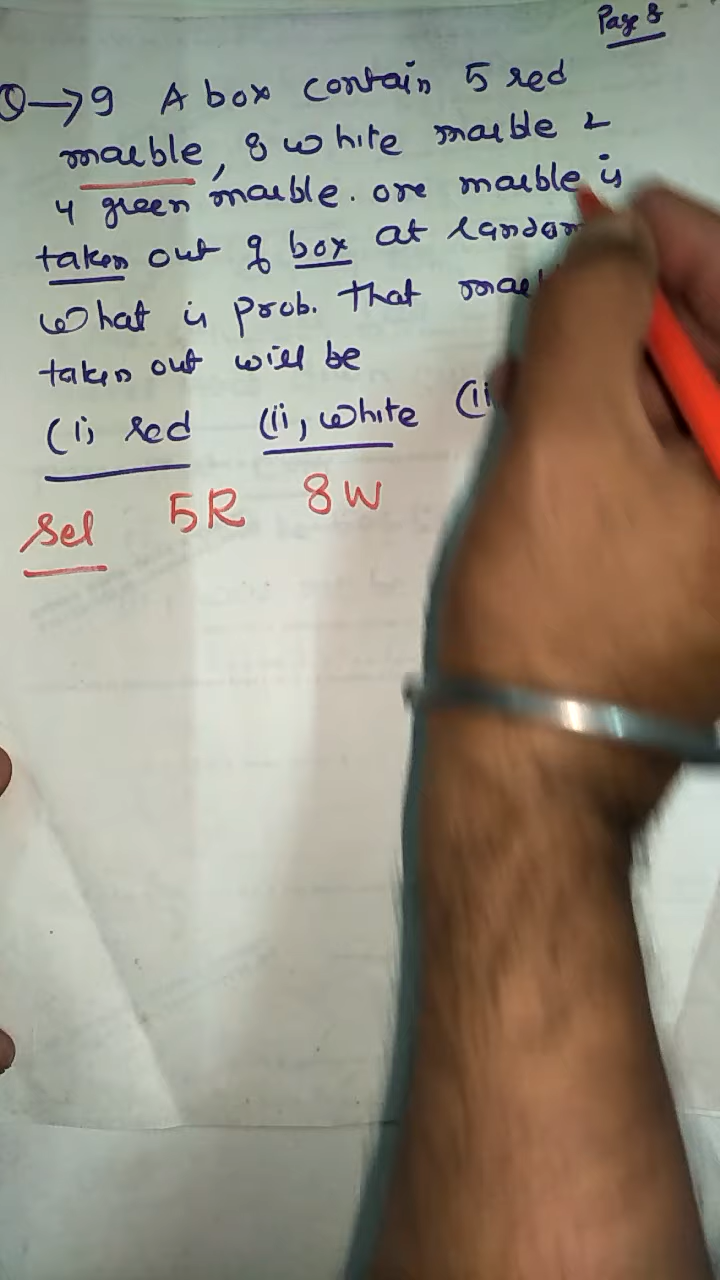 Page 8
Q→9 A box contain 5 red
marble, 8 white marble &
4 green marble. one marble is
taken out of box at random
What is prob. that
taken out will be
(i) red (ii) white
Sol 5R 8W